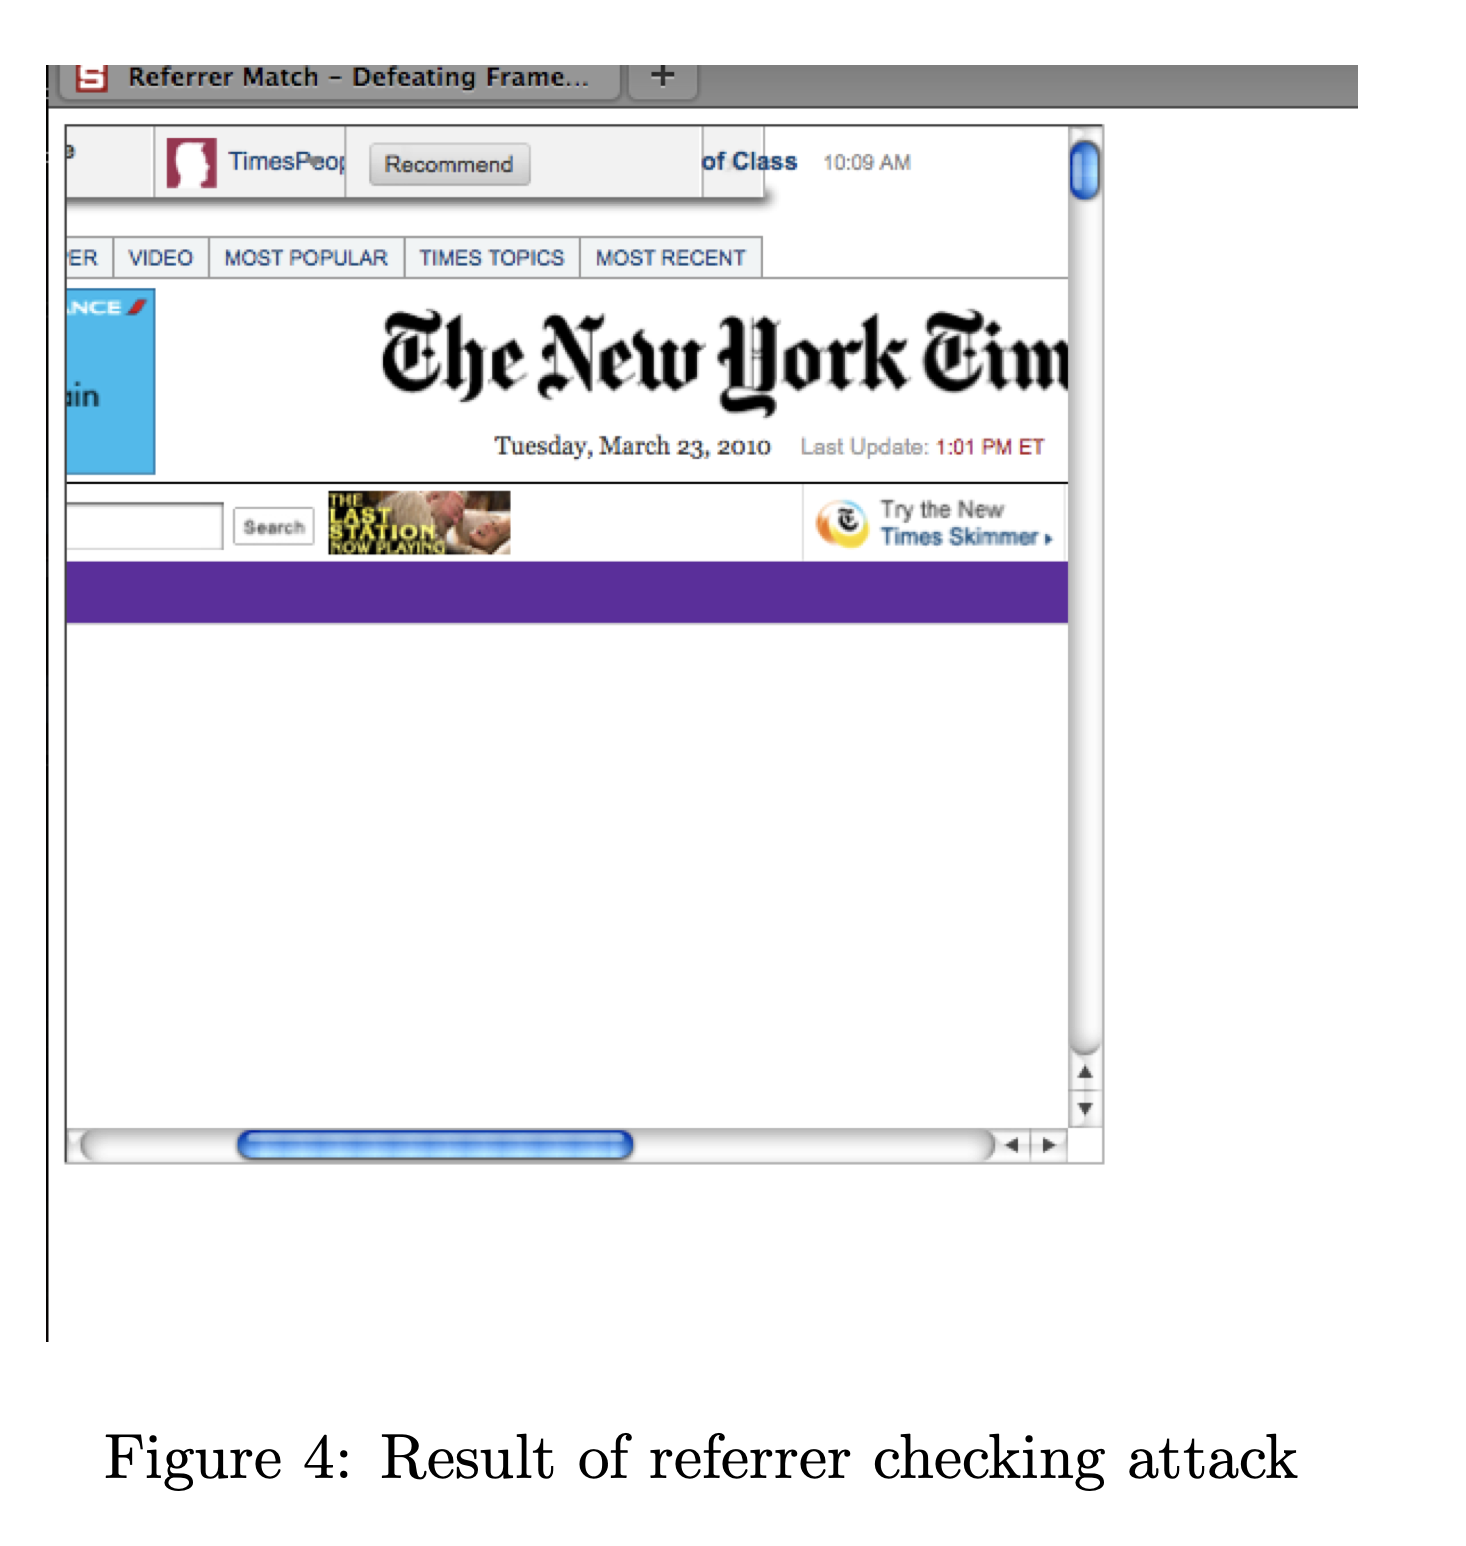 Referrer Match – Defeating Frame...
TimesPeop Recommend of Class 10:09 AM
PER VIDEO MOST POPULAR TIMES TOPICS MOST RECENT
NCE
ain
The New York Tim
Tuesday, March 23, 2010 Last Update: 1:01 PM ET
Search
THE
LAST
STATION
NOW PLAYING
Try the New
Times Skimmer
Figure 4: Result of referrer checking attack